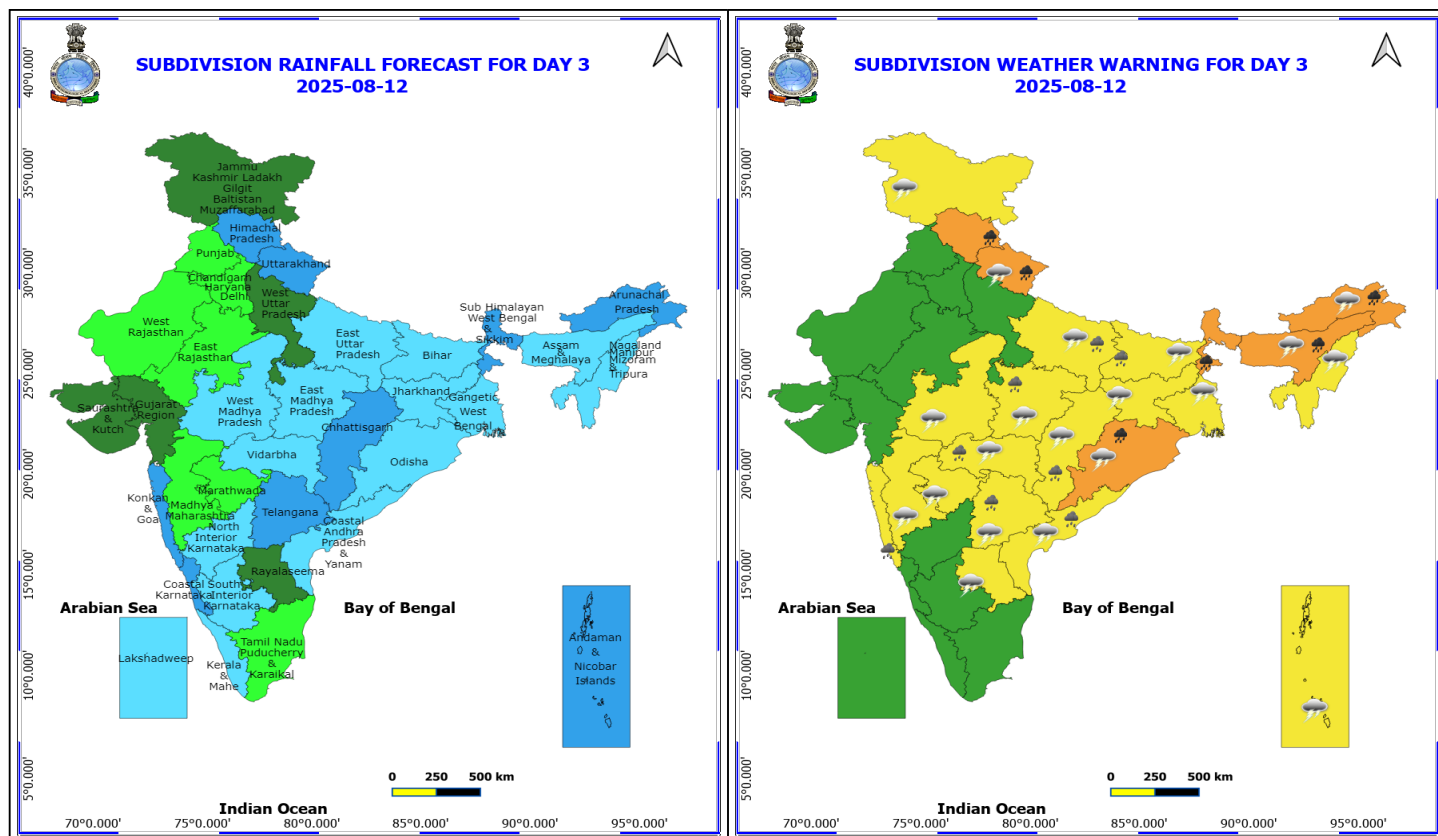 SUBDIVISION RAINFALL FORECAST FOR DAY 3
2025-08-12
40°0.000'
35°0.000'
30°0.000'
25°0.000'
20°0.000'
15°0.000'
10°0.000'
5°0.000'
Jammu
Kashmir Ladakh
Gilgit
Baltistan
Muzaffarabad
Himachal
Pradesh
Punjab
Uttarakhand
Chandigarh
Haryana
Delhi
West
Uttar
Pradesh
West
Rajasthan
East
Rajasthan
East
Uttar
Pradesh
Bihar
Sub Himalayan
West Bengal
&
Sikkim
Arunachal
Pradesh
Assam
&
Meghalaya
Nagaland
Manipur
Mizoram
&
Tripura
Saurashtra
&
Kutch
Gujarat
Region
West
Madhya
Pradesh
East
Madhya
Pradesh
Jharkhand
Gangetic
West
Bengal
Chhattisgarh
Vidarbha
Odisha
Konkan
&
Goa
Madhya
Maharashtra
Marathwada
Telangana
North
Interior
Karnataka
Coastal
Andhra
Pradesh
&
Yanam
Rayalaseema
Coastal
Karnataka
South
Interior
Karnataka
Arabian Sea
Bay of Bengal
Lakshadweep
Kerala
&
Mahe
Tamil Nadu
Puducherry
&
Karaikal
Andaman
&
Nicobar
Islands
0 250 500 km
Indian Ocean
70°0.000' 75°0.000' 80°0.000' 85°0.000' 90°0.000' 95°0.000'
SUBDIVISION WEATHER WARNING FOR DAY 3
2025-08-12
40°0.000'
35°0.000'
30°0.000'
25°0.000'
20°0.000'
15°0.000'
10°0.000'
5°0.000'
Arabian Sea
Bay of Bengal
0 250 500 km
Indian Ocean
70°0.000' 75°0.000' 80°0.000' 85°0.000' 90°0.000' 95°0.000'